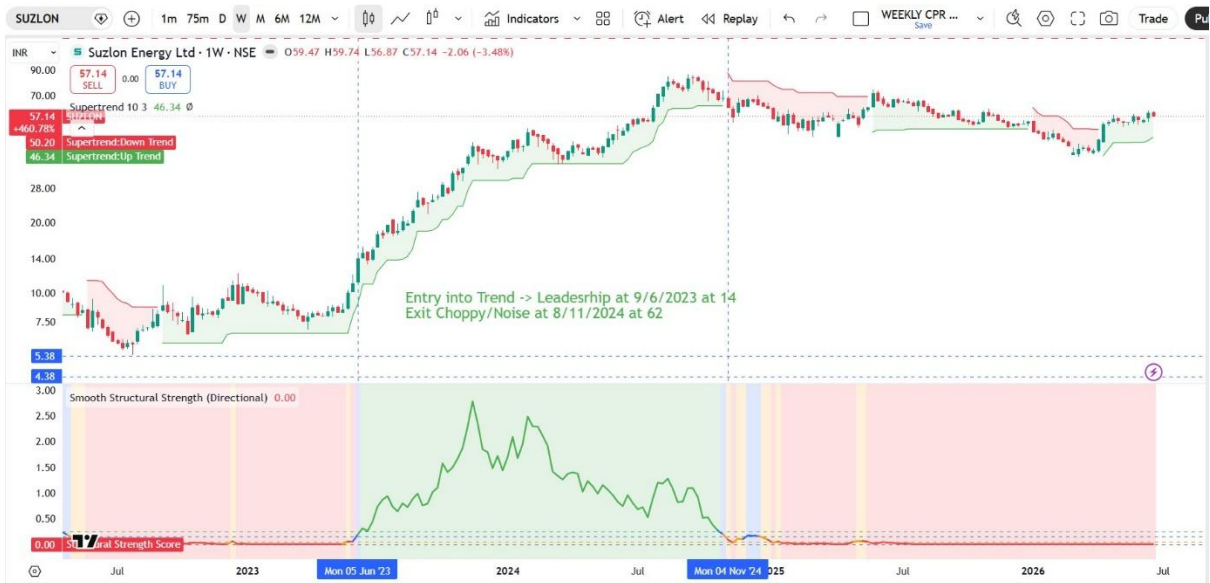 SUZLON
1m 75m D W M 6M 12M
Indicators
Alert
Replay
WEEKLY CPR ...
Save
Trade
Pu
INR
Suzlon Energy Ltd · 1W · NSE
O59.47 H59.74 L56.87 C57.14 -2.06 (-3.48%)
57.14
SELL
0.00
57.14
BUY
Supertrend 10 3 46.34 Ø
90.00
70.00
57.14
SUZLON
+460.78%
50.20
Supertrend:Down Trend
46.34
Supertrend:Up Trend
28.00
20.00
14.00
10.00
7.50
5.38
4.38
Entry into Trend -> Leadesrhip at 9/6/2023 at 14
Exit Choppy/Noise at 8/11/2024 at 62
Smooth Structural Strength (Directional) 0.00
3.00
2.50
2.00
1.50
1.00
0.50
0.00
Strength Score
Jul
2023
Mon 05 Jun '23
2024
Jul
Mon 04 Nov '24
2025
Jul
2026
Jul